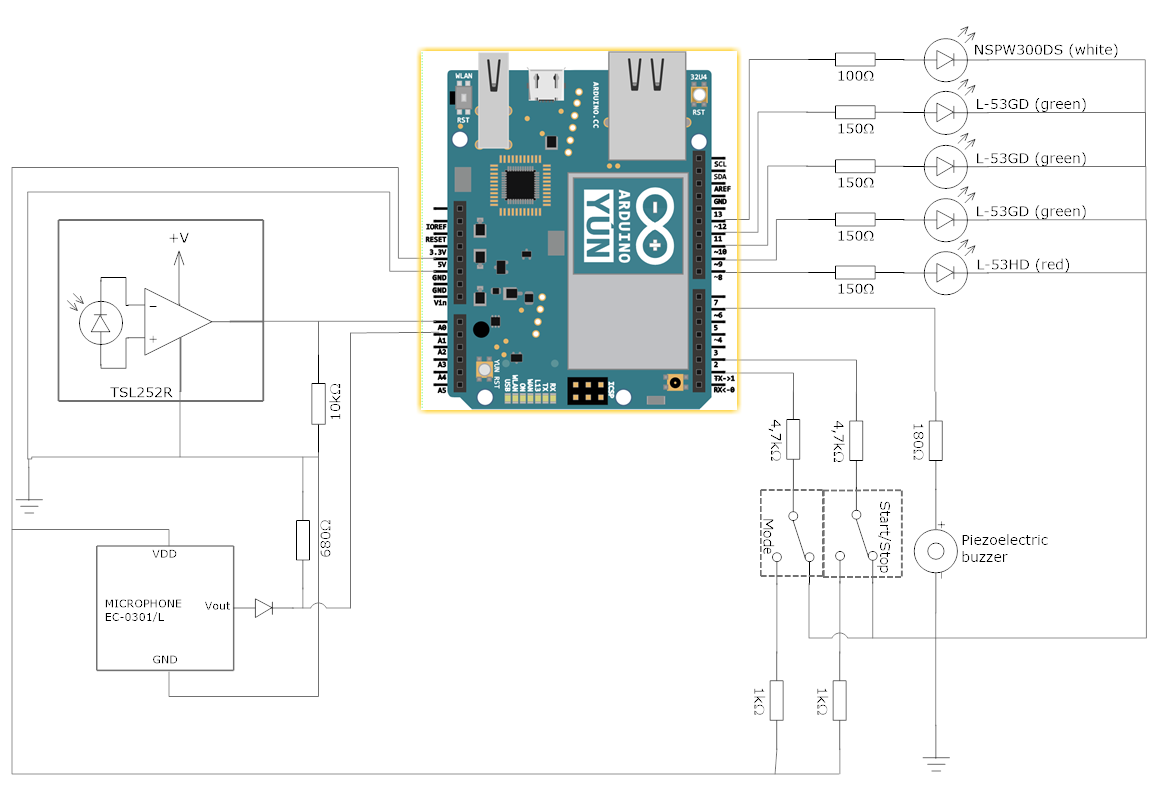 WLAN
RST
ARDUINO.CC
32U4
RST
NSPW300DS (white)
100Ω
L-53GD (green)
150Ω
L-53GD (green)
150Ω
L-53GD (green)
150Ω
L-53HD (red)
150Ω
SCL
SDA
AREF
GND
13
~12
11
~10
~9
~8
7
~6
5
~4
3
2
TX->1
RX<-0
IOREF
RESET
3.3V
5V
GND
GND
Vin
A0
A1
A2
A3
A4
A5
ARDUINO
YÚN
YUN RST
USB
WLAN
ON
WAN
L13
TX
RX
ICSP
+V
-
+
TSL252R
10kΩ
680Ω
VDD
MICROPHONE
EC-0301/L
Vout
GND
4,7kΩ
4,7kΩ
180Ω
Mode
Start/Stop
+
Piezoelectric
buzzer
-
1kΩ
1kΩ